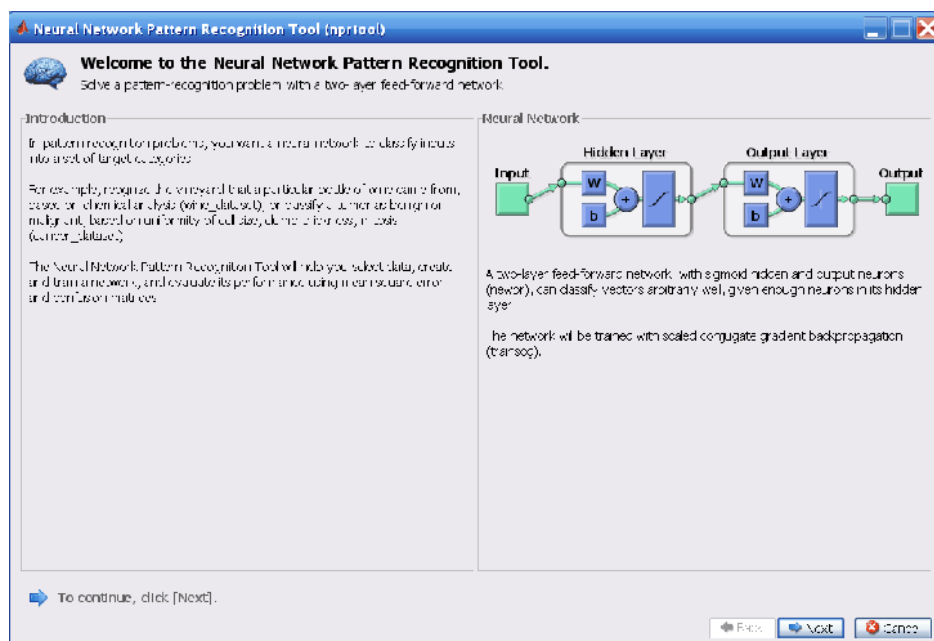 Neural Network Pattern Recognition Tool (nprtool)
Welcome to the Neural Network Pattern Recognition Tool.
Solve a pattern-recognition problem with a two-layer feed-forward network.
Introduction
In pattern recognition problems, you want a neural network to classify inputs
into a set of target categories.
For example, recognize the vineyard that a particular bottle of wine came from,
based on chemical analysis (wine_dataset); or classify a tumor as benign or
malignant, based on uniformity of cell size, clump thickness, mitosis
(cancer_dataset).
The Neural Network Pattern Recognition Tool will help you select data, create
and train a network, and evaluate its performance using mean square error
and confusion matrices.
Neural Network
Hidden Layer
Output Layer
Input
Output
W
b
+
W
b
+
A two-layer feed-forward network, with sigmoid hidden and output neurons
(newpr), can classify vectors arbitrarily well, given enough neurons in its hidden
layer.
The network will be trained with scaled conjugate gradient backpropagation
(trainscg).
To continue, click [Next].
Back
Next
Cancel